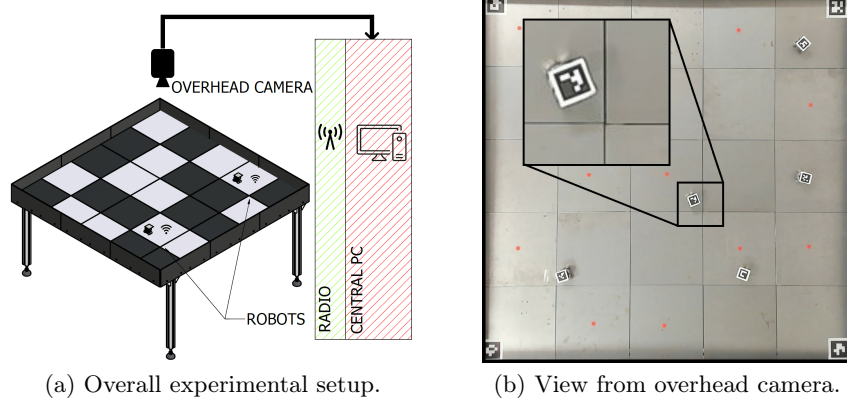 OVERHEAD CAMERA
RADIO
CENTRAL PC
ROBOTS
(a) Overall experimental setup.
(b) View from overhead camera.